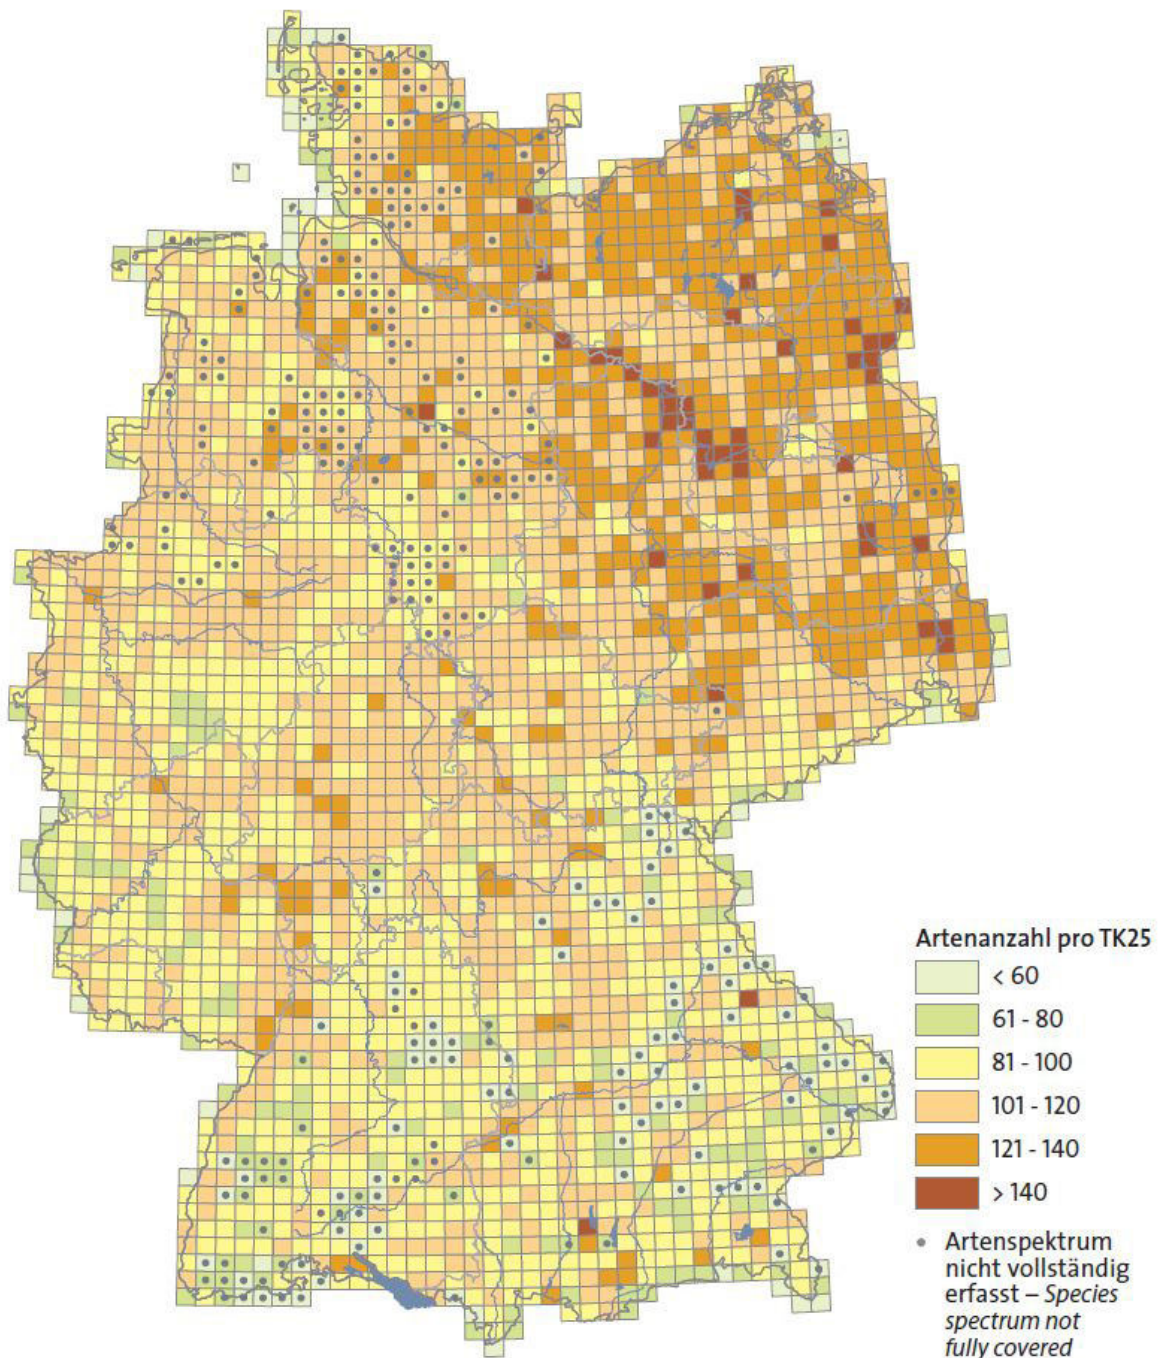 Artenanzahl pro TK25
< 60
61 - 80
81 - 100
101 - 120
121 - 140
> 140
Artenspektrum
nicht vollständig
erfasst – Species
spectrum not
fully covered